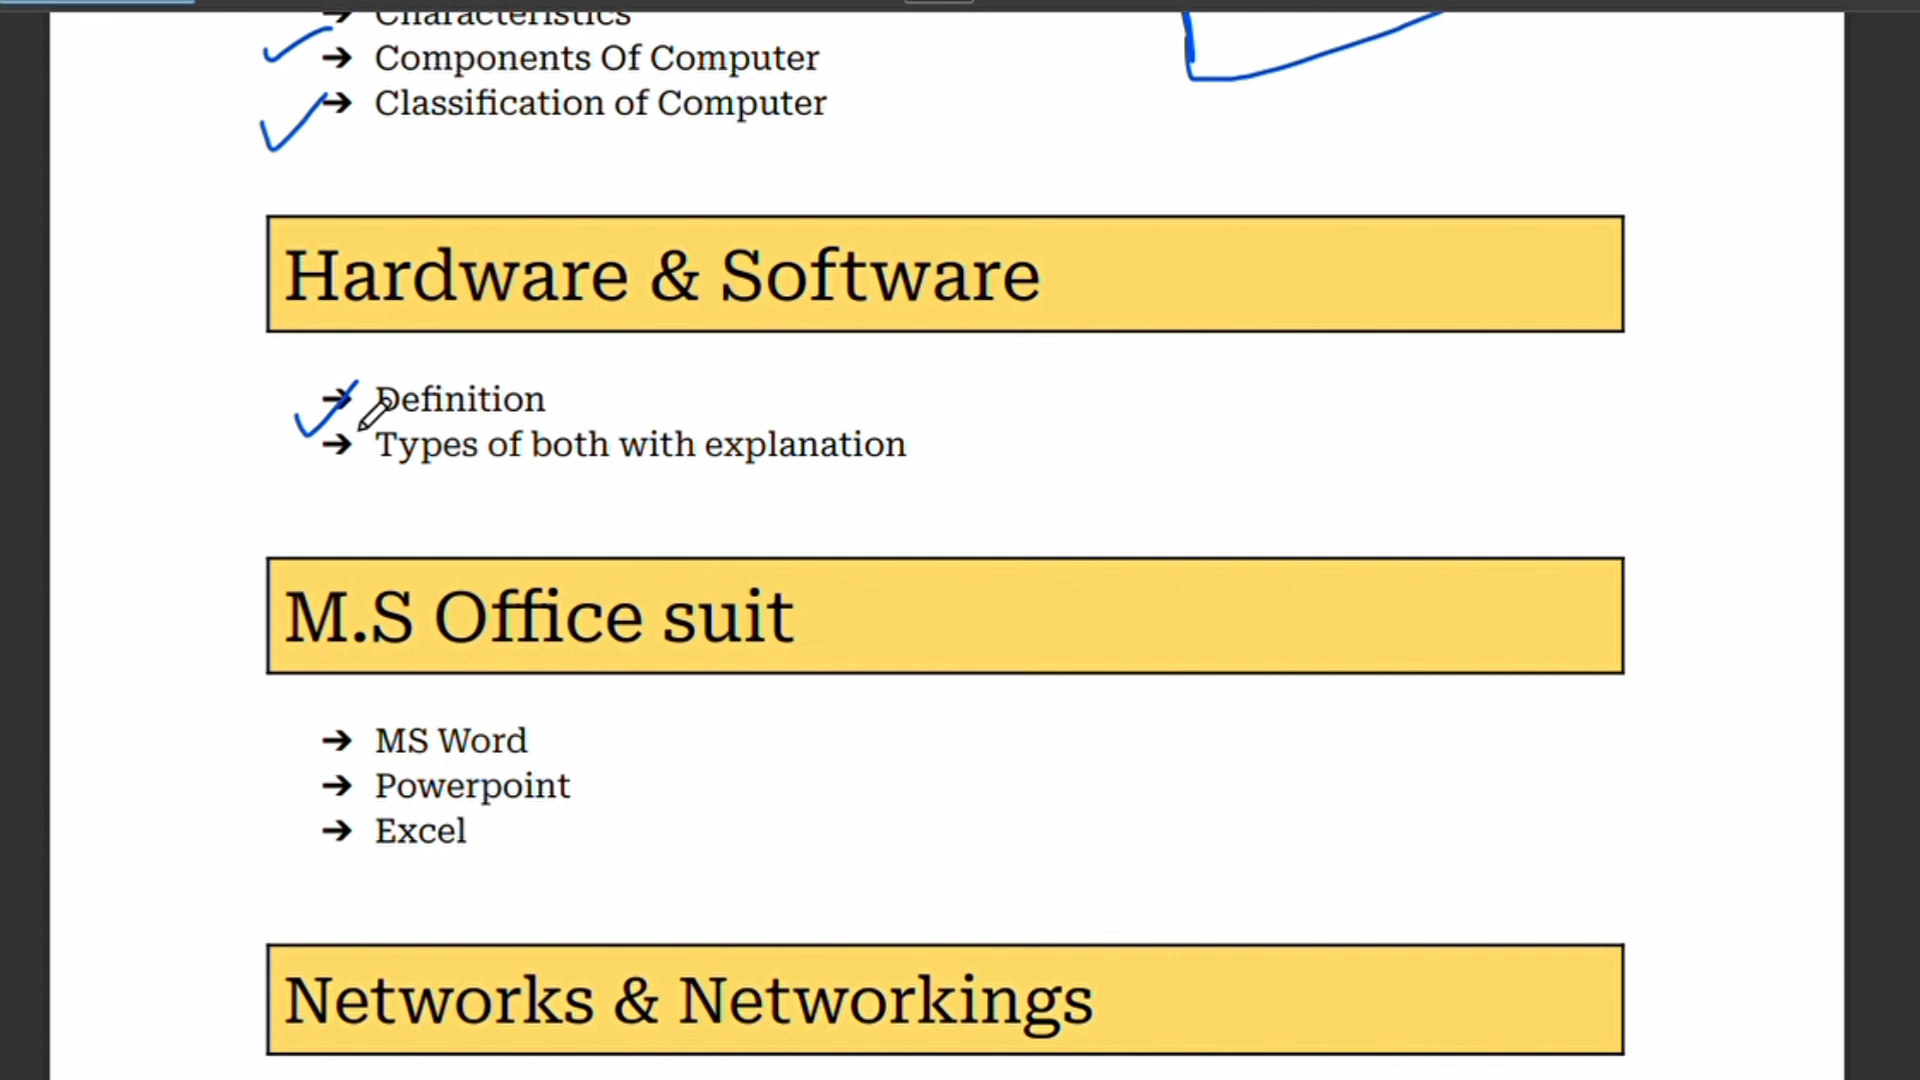 ➔ Characteristics
➔ Components Of Computer
➔ Classification of Computer
Hardware & Software
➔ Definition
➔ Types of both with explanation
M.S Office suit
➔ MS Word
➔ Powerpoint
➔ Excel
Networks & Networkings